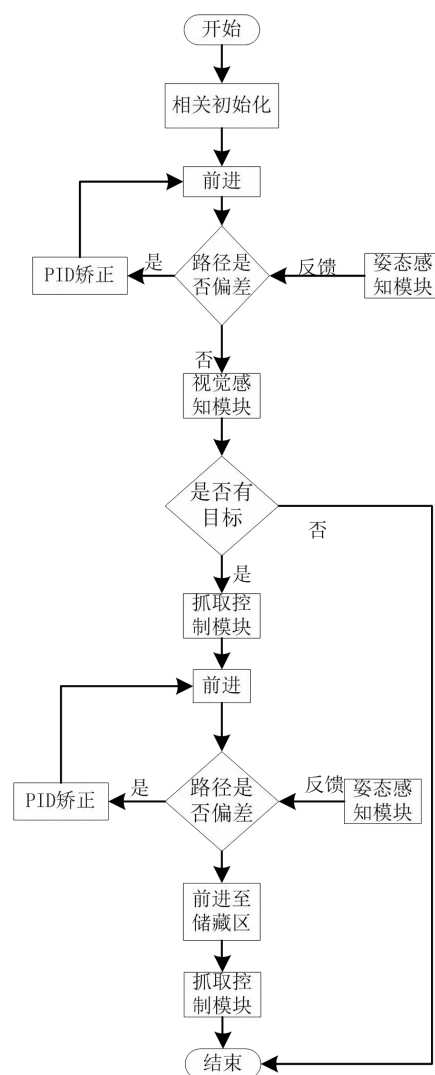 开始
相关初始化
前进
路径是
否偏差
是
PID矫正
反馈
姿态感
知模块
否
视觉感
知模块
是否有
目标
否
是
抓取控
制模块
前进
路径是
否偏差
是
PID矫正
反馈
姿态感
知模块
前进至
储藏区
抓取控
制模块
结束